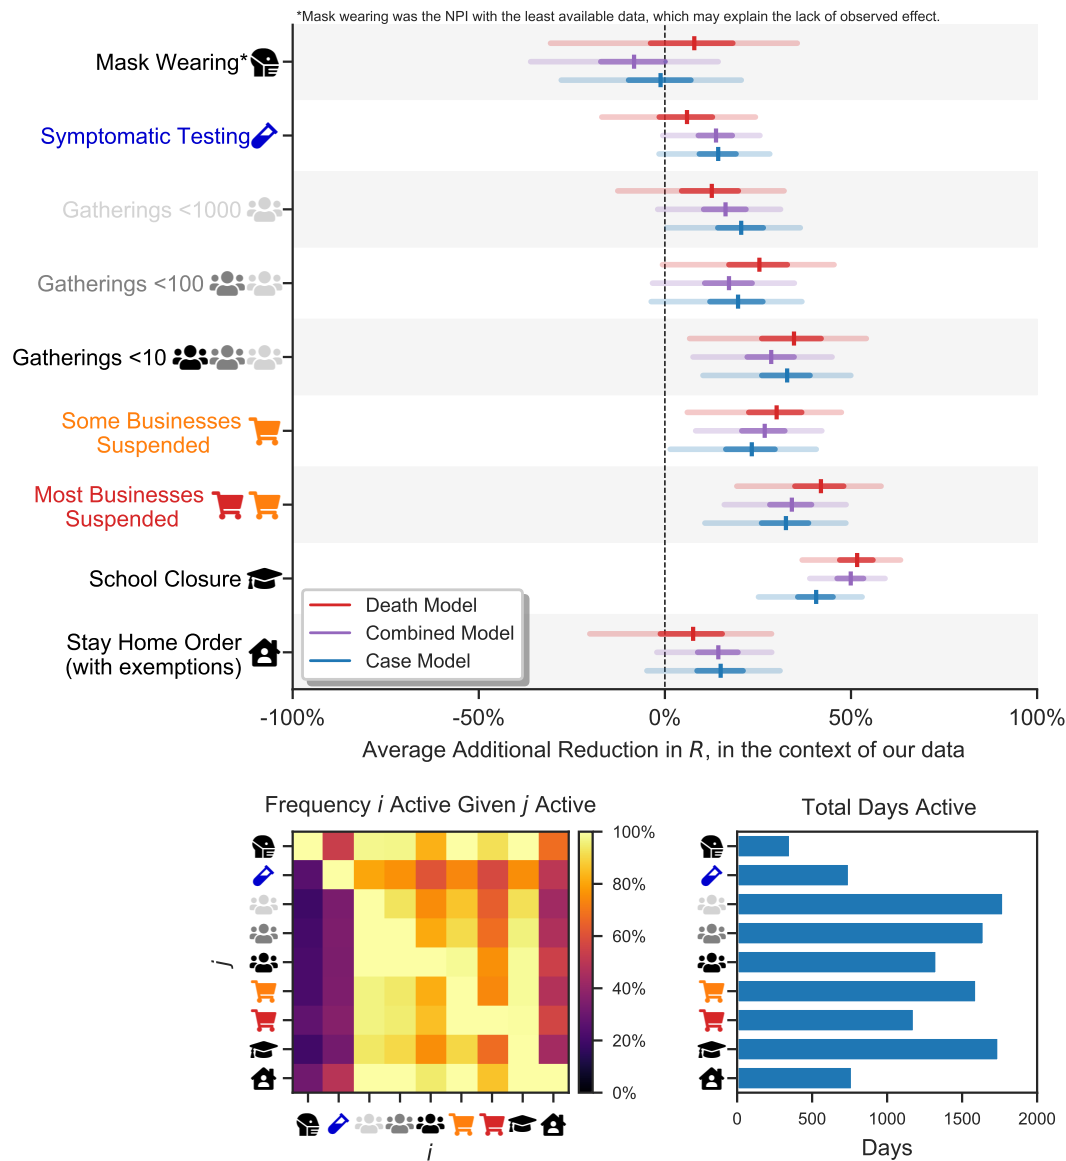 *Mask wearing was the NPI with the least available data, which may explain the lack of observed effect.
Mask Wearing*
Symptomatic Testing
Gatherings <1000
Gatherings <100
Gatherings <10
Some Businesses
Suspended
Most Businesses
Suspended
School Closure
Stay Home Order
(with exemptions)
Death Model
Combined Model
Case Model
-100%
-50%
0%
50%
100%
Average Additional Reduction in R, in the context of our data
Frequency i Active Given j Active
j
i
100%
80%
60%
40%
20%
0%
Total Days Active
0
500
1000
1500
2000
Days